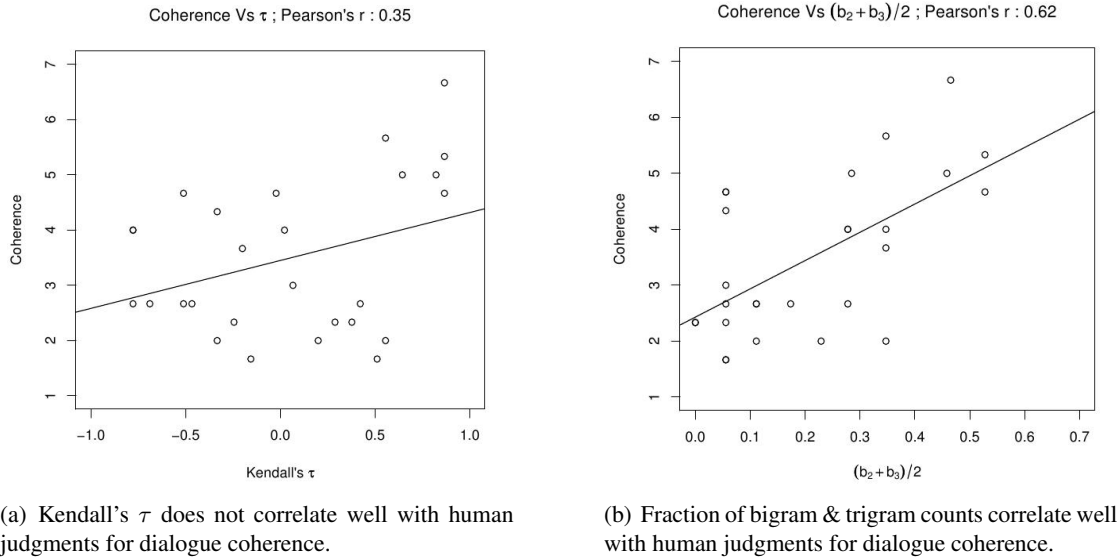 Coherence Vs τ ; Pearson's r : 0.35
7
6
5
4
3
2
1
Coherence
−1.0 −0.5 0.0 0.5 1.0
Kendall's τ
(a) Kendall's τ does not correlate well with human
judgments for dialogue coherence.
Coherence Vs (b₂+b₃)/2 ; Pearson's r : 0.62
7
6
5
4
3
2
1
Coherence
0.0 0.1 0.2 0.3 0.4 0.5 0.6 0.7
(b₂+b₃)/2
(b) Fraction of bigram & trigram counts correlate well
with human judgments for dialogue coherence.